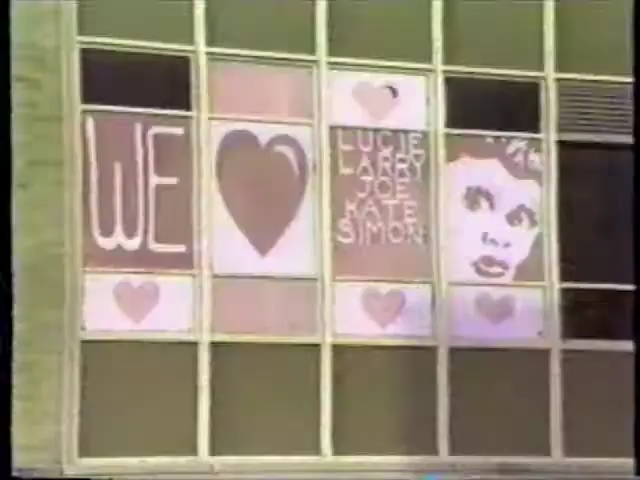 WE
LUCIE
LARRY
JOE
KATE
SIMON